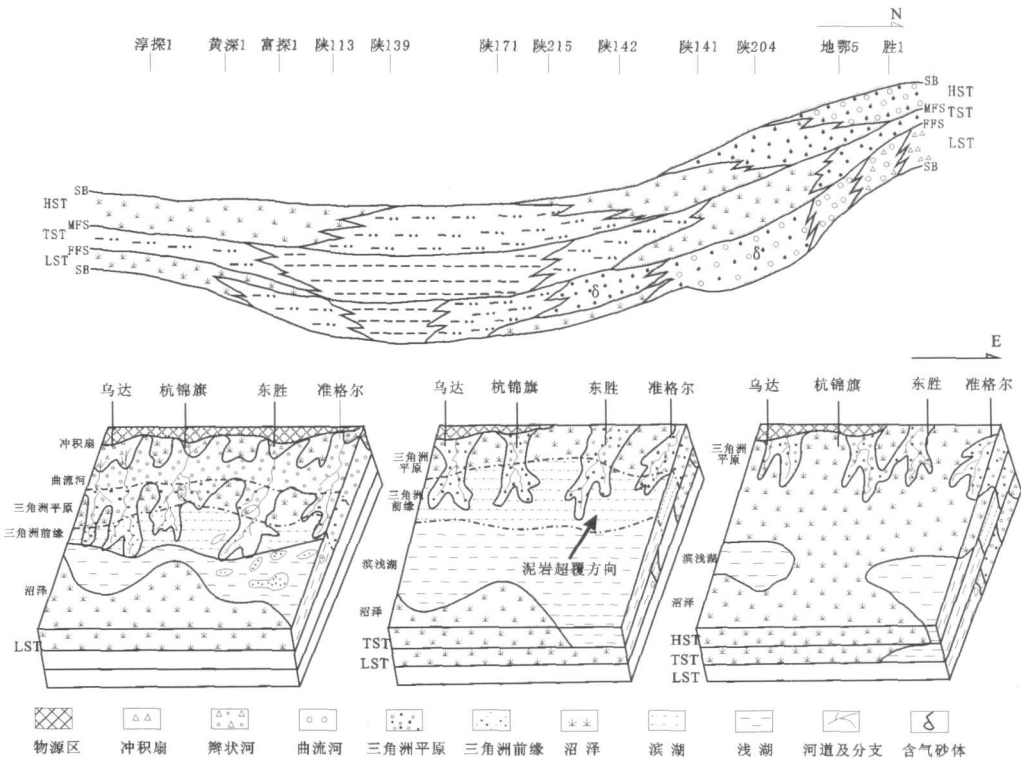 N
淳探1 黄深1 富探1 陕113 陕139 陕171 陕215 陕142 陕141 陕204 地鄂5 胜1
SB
HST
MFS
TST
FFS
LST
SB
SB
HST
MFS
TST
FFS
LST
SB
δ
δ
E
乌达 杭锦旗 东胜 准格尔
冲积扇
曲流河
三角洲平原
三角洲前缘
沼泽
LST
乌达 杭锦旗 东胜 准格尔
三角洲
平原
三角洲
前缘
滨浅湖
泥岩超覆方向
沼泽
TST
LST
乌达 杭锦旗 东胜 准格尔
三角洲
平原
滨浅湖
沼泽
HST
TST
LST
δ
物源区 冲积扇 辫状河 曲流河 三角洲平原 三角洲前缘 沼泽 滨湖 浅湖 河道及分支 含气砂体